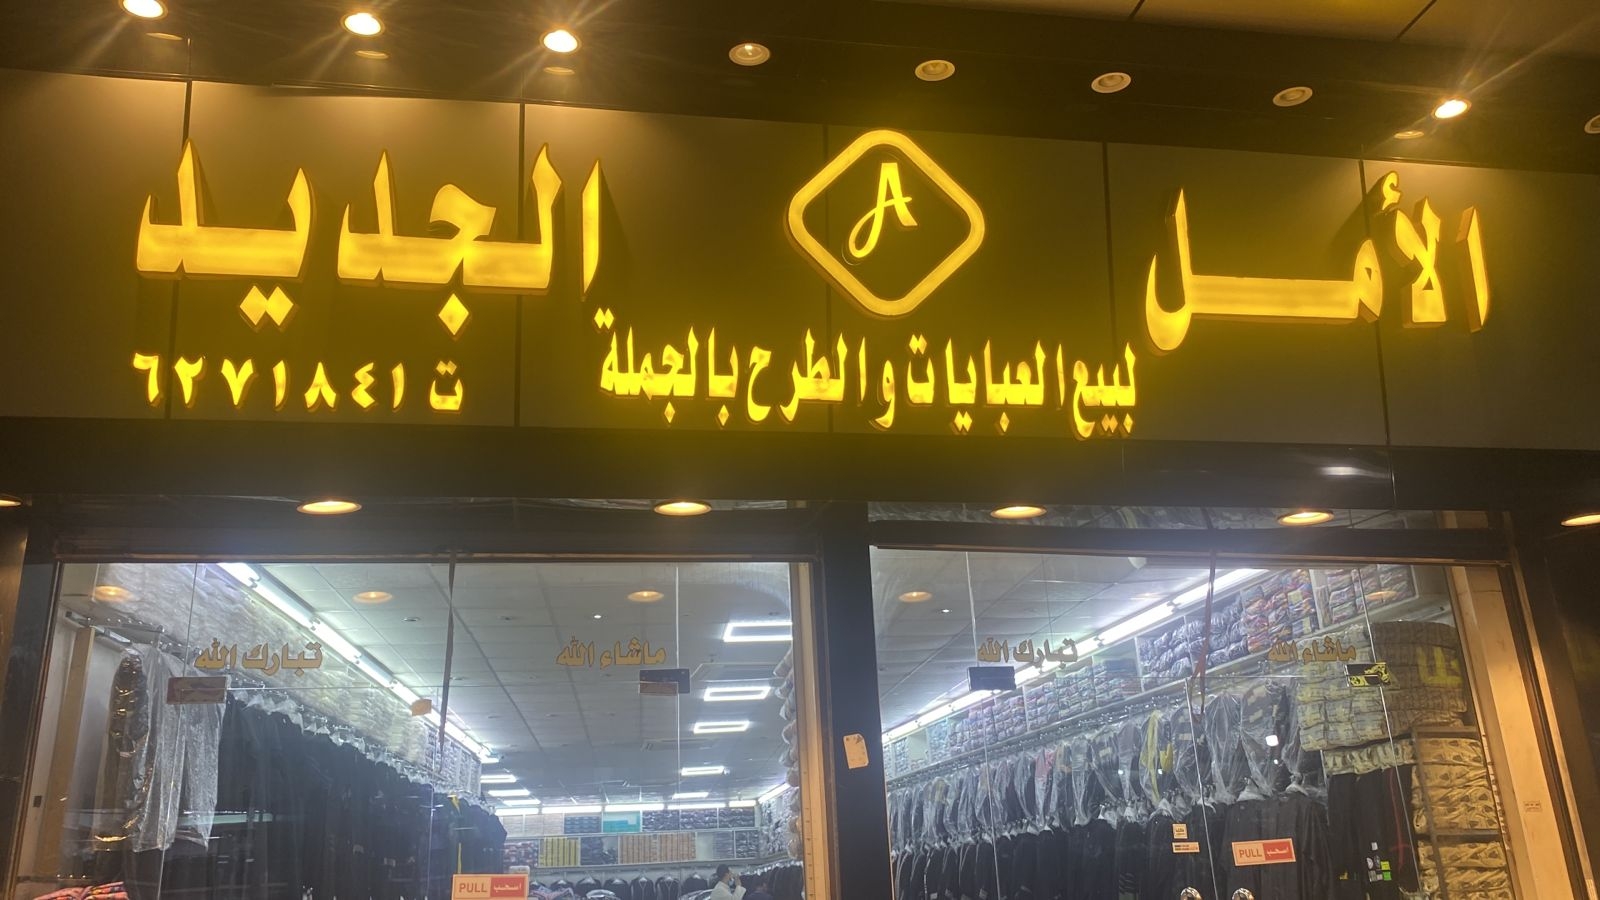 الأمل A الجديد
لبيع العبايات والطرح بالجملة
ت ٦٢٧١٨٤١
ماشاء الله تبارك الله
ماشاء الله تبارك الله
PULL اسحب
PULL اسحب